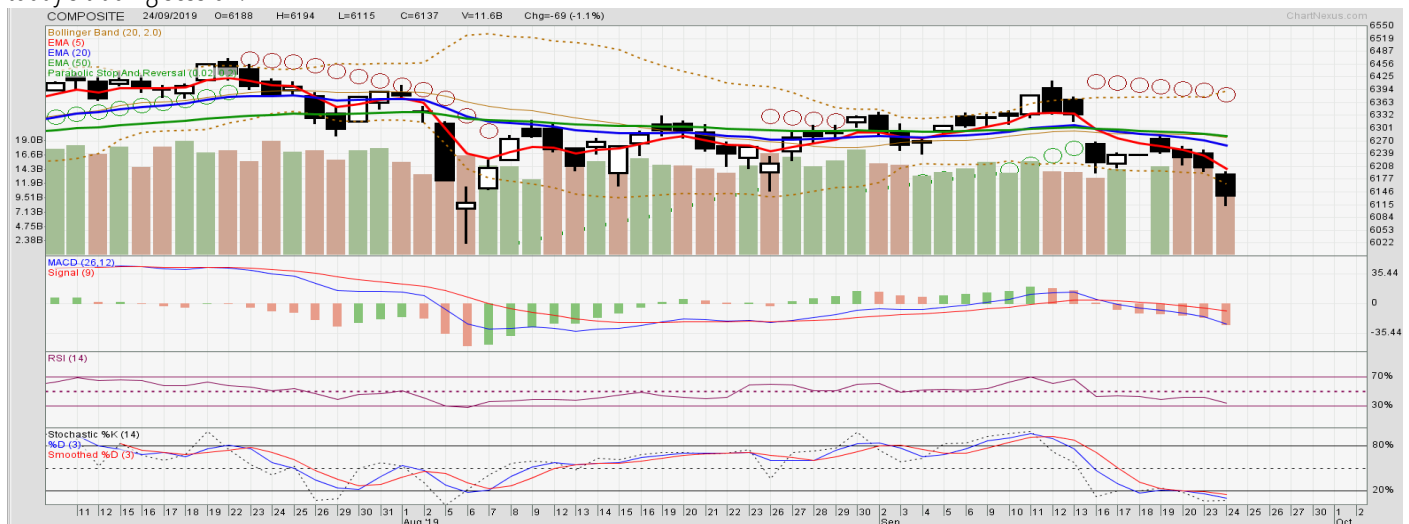 COMPOSITE 24/09/2019 O=6188 H=6194 L=6115 C=6137 V=11.6B Chg=-69 (-1.1%) ChartNexus.com
Bollinger Band (20, 2.0)
EMA (5)
EMA (20)
EMA (50)
Parabolic Stop And Reversal (0.02, 0.2)
6550
6519
6487
6456
6425
6394
6363
6332
6301
6270
6239
6208
6177
6146
6115
6084
6053
6022
19.0B
16.6B
14.3B
11.9B
9.51B
7.13B
4.75B
2.38B
MACD (26,12)
Signal (9)
35.44
0
-35.44
RSI (14)
70%
30%
Stochastic %K (14)
%D (3)
Smoothed %D (3)
80%
20%
11 12 15 16 17 18 19 22 23 24 25 26 29 30 31 1 2 5 6 7 8 9 12 13 14 15 16 19 20 21 22 23 26 27 28 29 30 2 3 4 5 6 9 10 11 12 13 16 17 18 19 20 23 24 25 26 27 30 1 2
Aug '19 Sep Oct